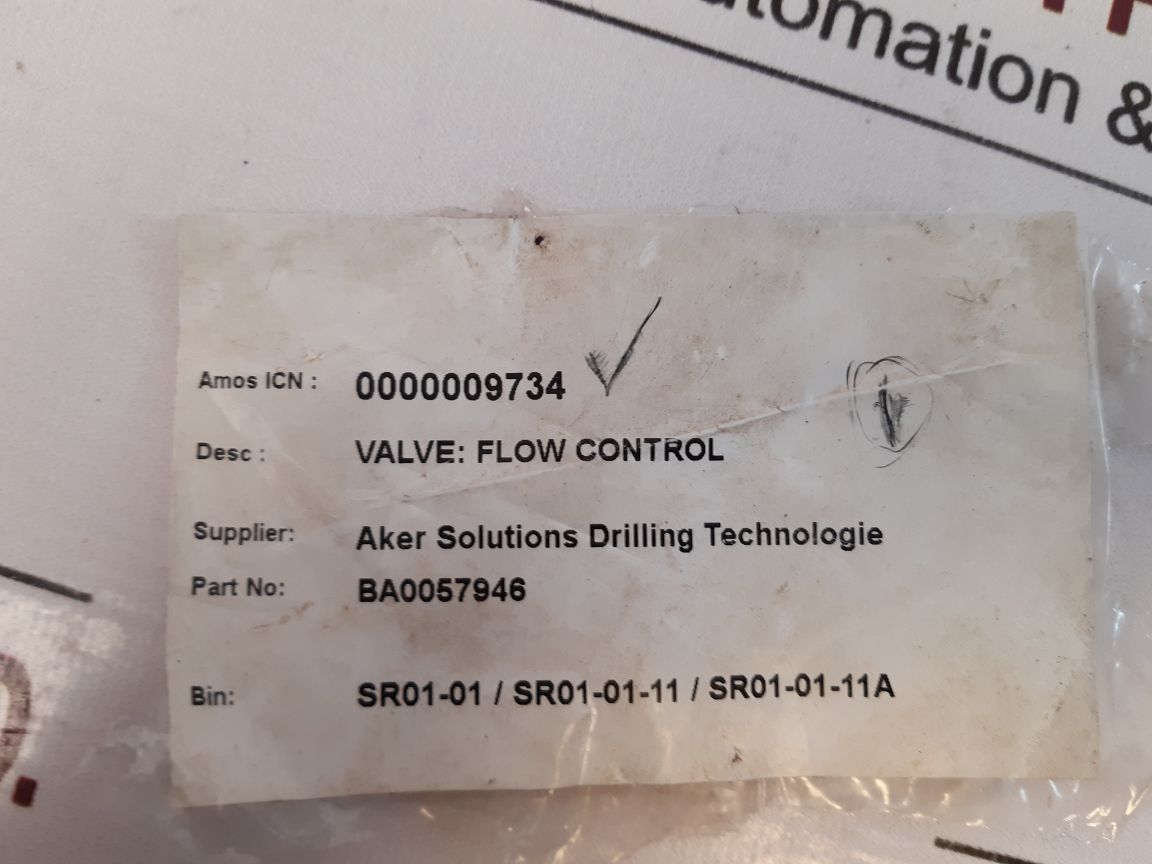 omation &
Amos ICN : 0000009734
Desc : VALVE: FLOW CONTROL
Supplier: Aker Solutions Drilling Technologie
Part No: BA0057946
Bin: SR01-01 / SR01-01-11 / SR01-01-11A